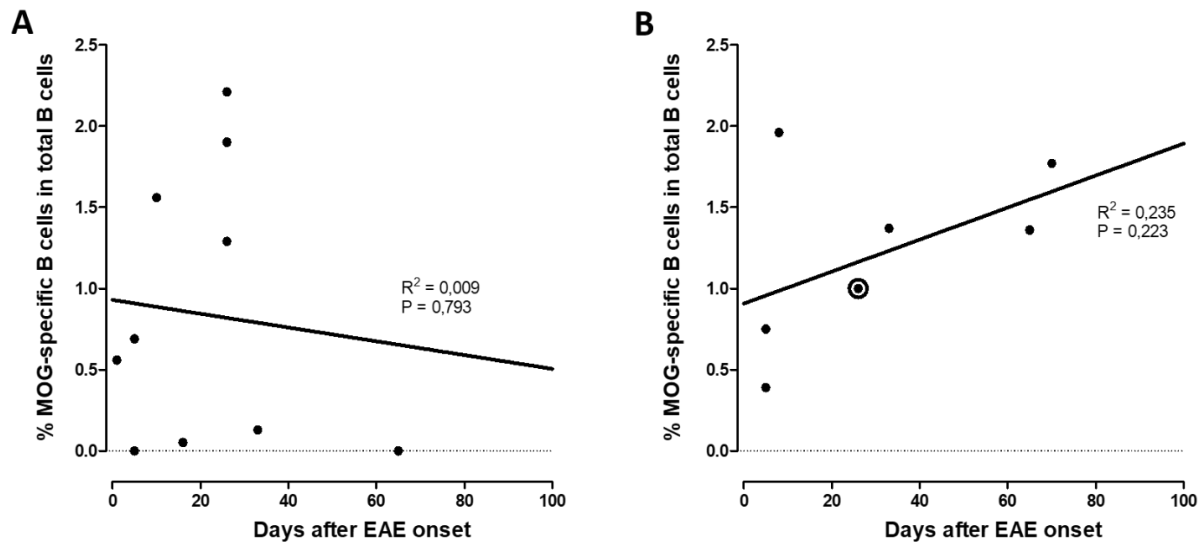 A
% MOG-specific B cells in total B cells
2.5
2.0
1.5
1.0
0.5
0.0
R² = 0,009
P = 0,793
0 20 40 60 80 100
Days after EAE onset
B
% MOG-specific B cells in total B cells
2.5
2.0
1.5
1.0
0.5
0.0
R² = 0,235
P = 0,223
0 20 40 60 80 100
Days after EAE onset